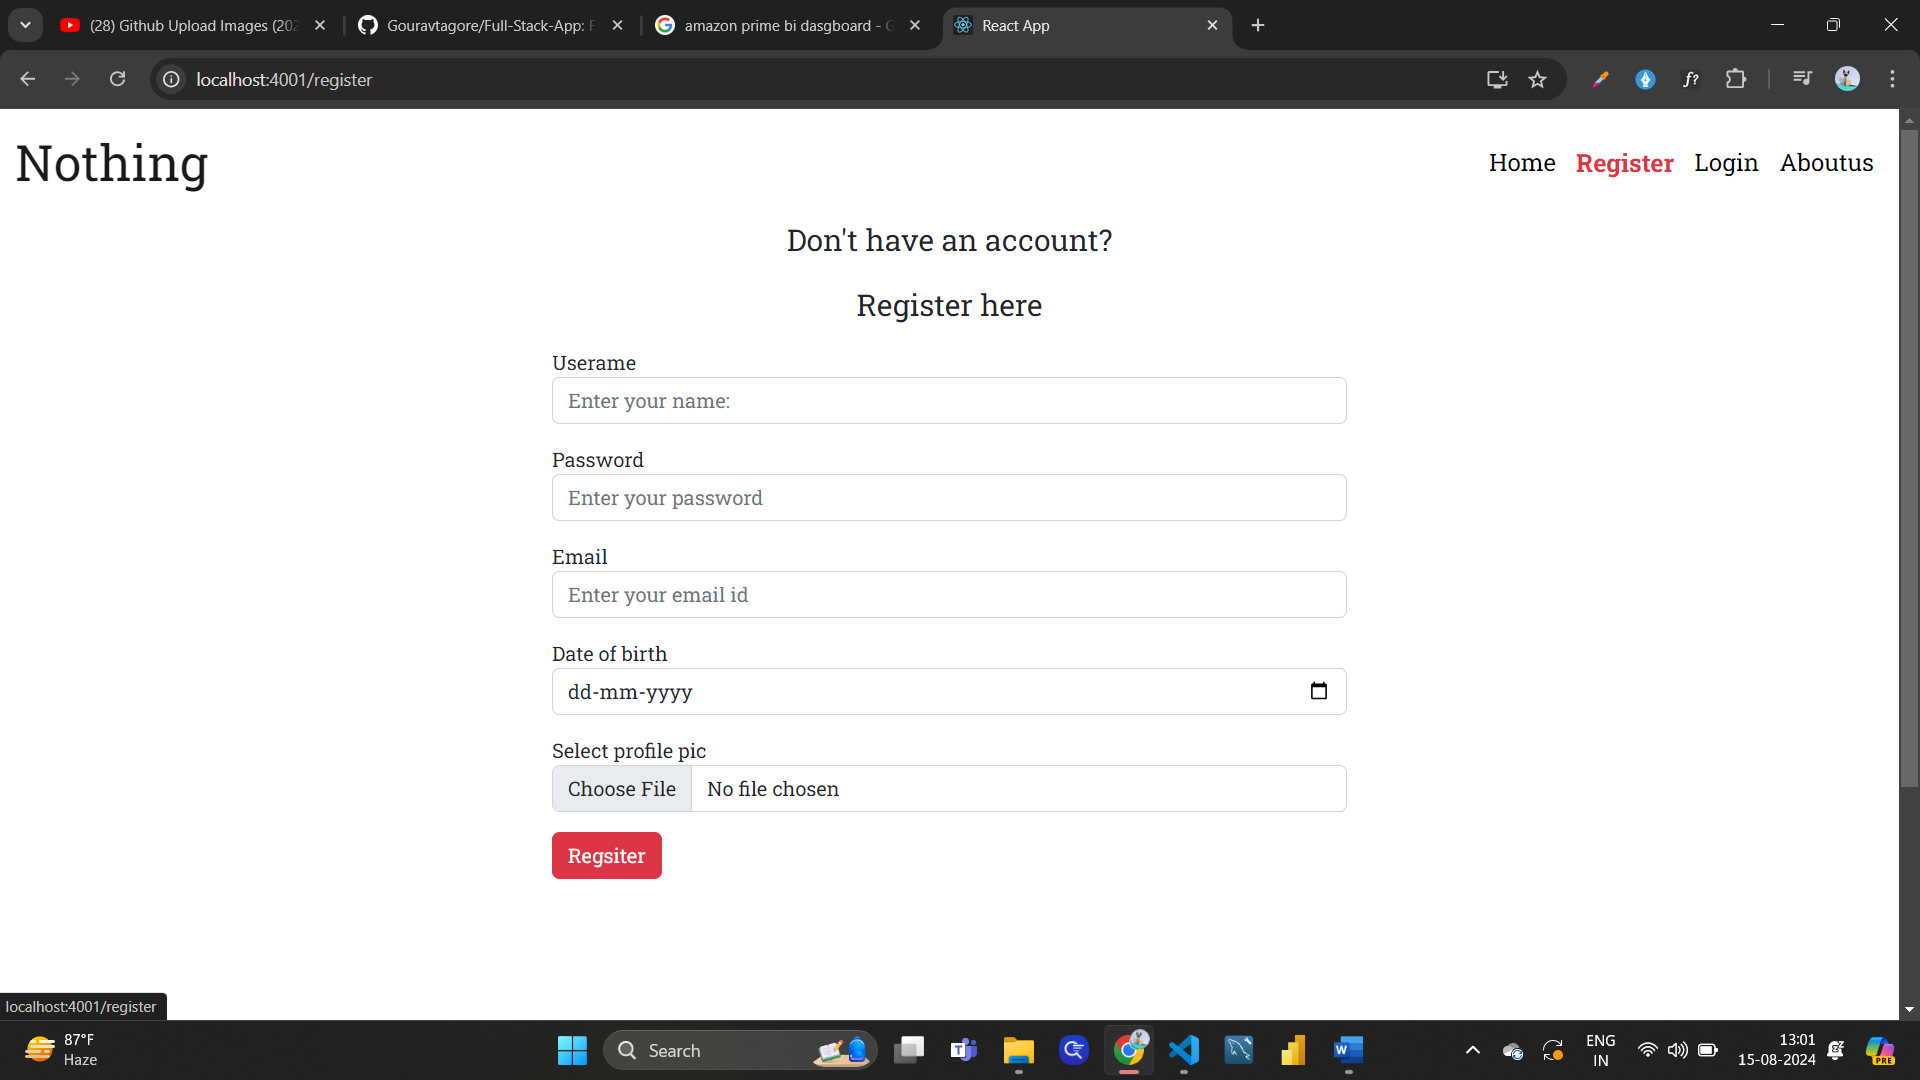 (28) Github Upload Images (202
Gouravtagore/Full-Stack-App: F
amazon prime bi dasgboard - G
React App
localhost:4001/register
f?
Nothing
Home
Register
Login
Aboutus
Don't have an account?
Register here
Userame
Enter your name:
Password
Enter your password
Email
Enter your email id
Date of birth
dd-mm-yyyy
Select profile pic
Choose File
No file chosen
Regsiter
localhost:4001/register
87°F
Haze
Search
ENG
IN
13:01
15-08-2024
PRE